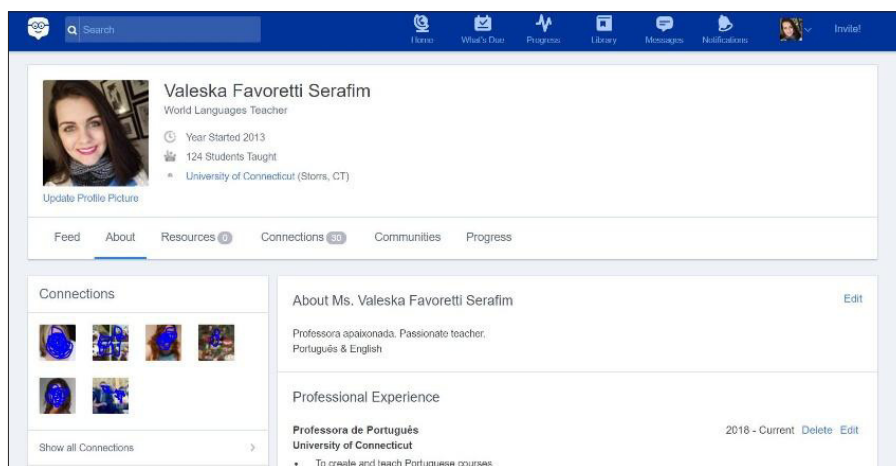 Search
Home What's Due Progress Library Messages Notifications Invite!
Valeska Favoretti Serafim
World Languages Teacher
Year Started 2013
124 Students Taught
University of Connecticut (Storrs, CT)
Update Profile Picture
Feed About Resources 0 Connections 30 Communities Progress
Connections
About Ms. Valeska Favoretti Serafim Edit
Professora apaixonada. Passionate teacher.
Português & English
Professional Experience
Professora de Português 2018 - Current Delete Edit
University of Connecticut
Show all Connections
• To create and teach Portuguese courses